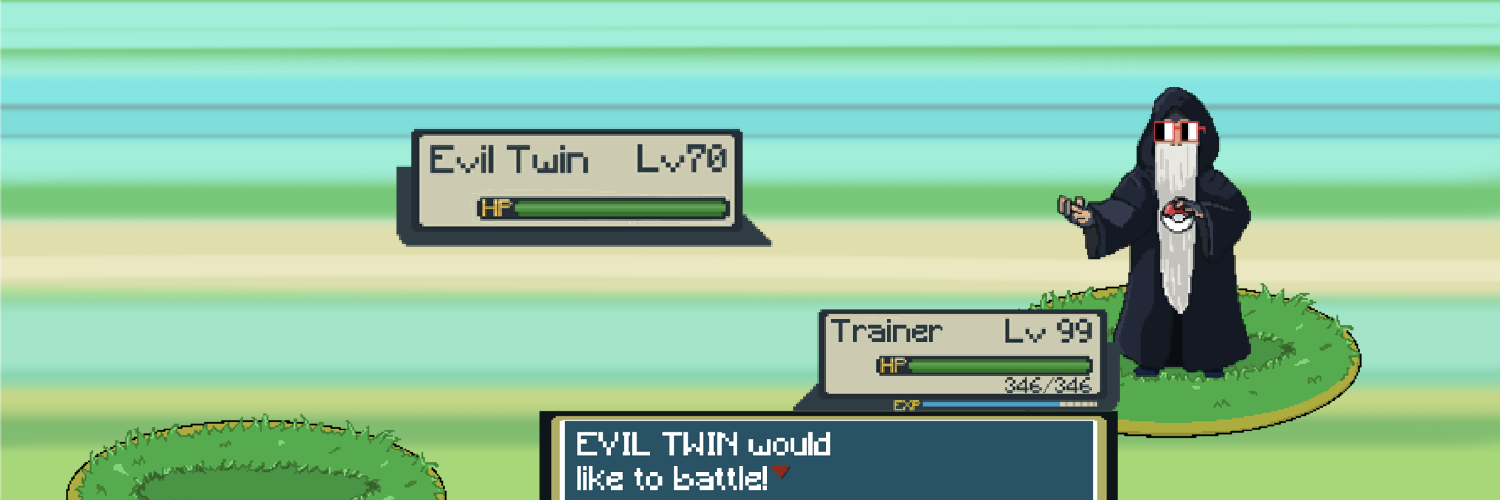 Evil Twin Lv70
HP
Trainer Lv 99
HP
346/346
EXP
EVIL TWIN would
like to battle!